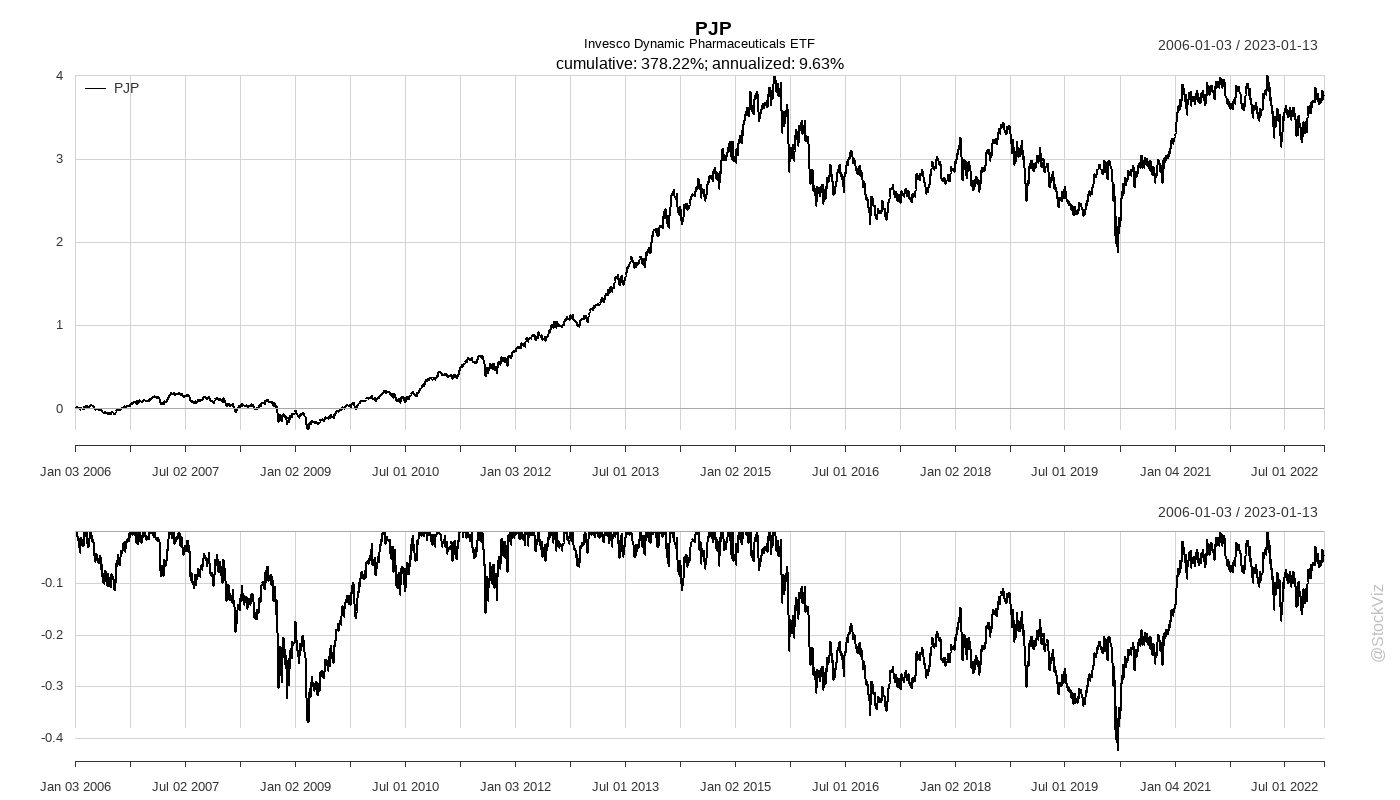 PJP
Invesco Dynamic Pharmaceuticals ETF
cumulative: 378.22%; annualized: 9.63%
2006-01-03 / 2023-01-13
PJP
4
3
2
1
0
Jan 03 2006 Jul 02 2007 Jan 02 2009 Jul 01 2010 Jan 03 2012 Jul 01 2013 Jan 02 2015 Jul 01 2016 Jan 02 2018 Jul 01 2019 Jan 04 2021 Jul 01 2022
2006-01-03 / 2023-01-13
-0.1
-0.2
-0.3
-0.4
Jan 03 2006 Jul 02 2007 Jan 02 2009 Jul 01 2010 Jan 03 2012 Jul 01 2013 Jan 02 2015 Jul 01 2016 Jan 02 2018 Jul 01 2019 Jan 04 2021 Jul 01 2022
@StockViz